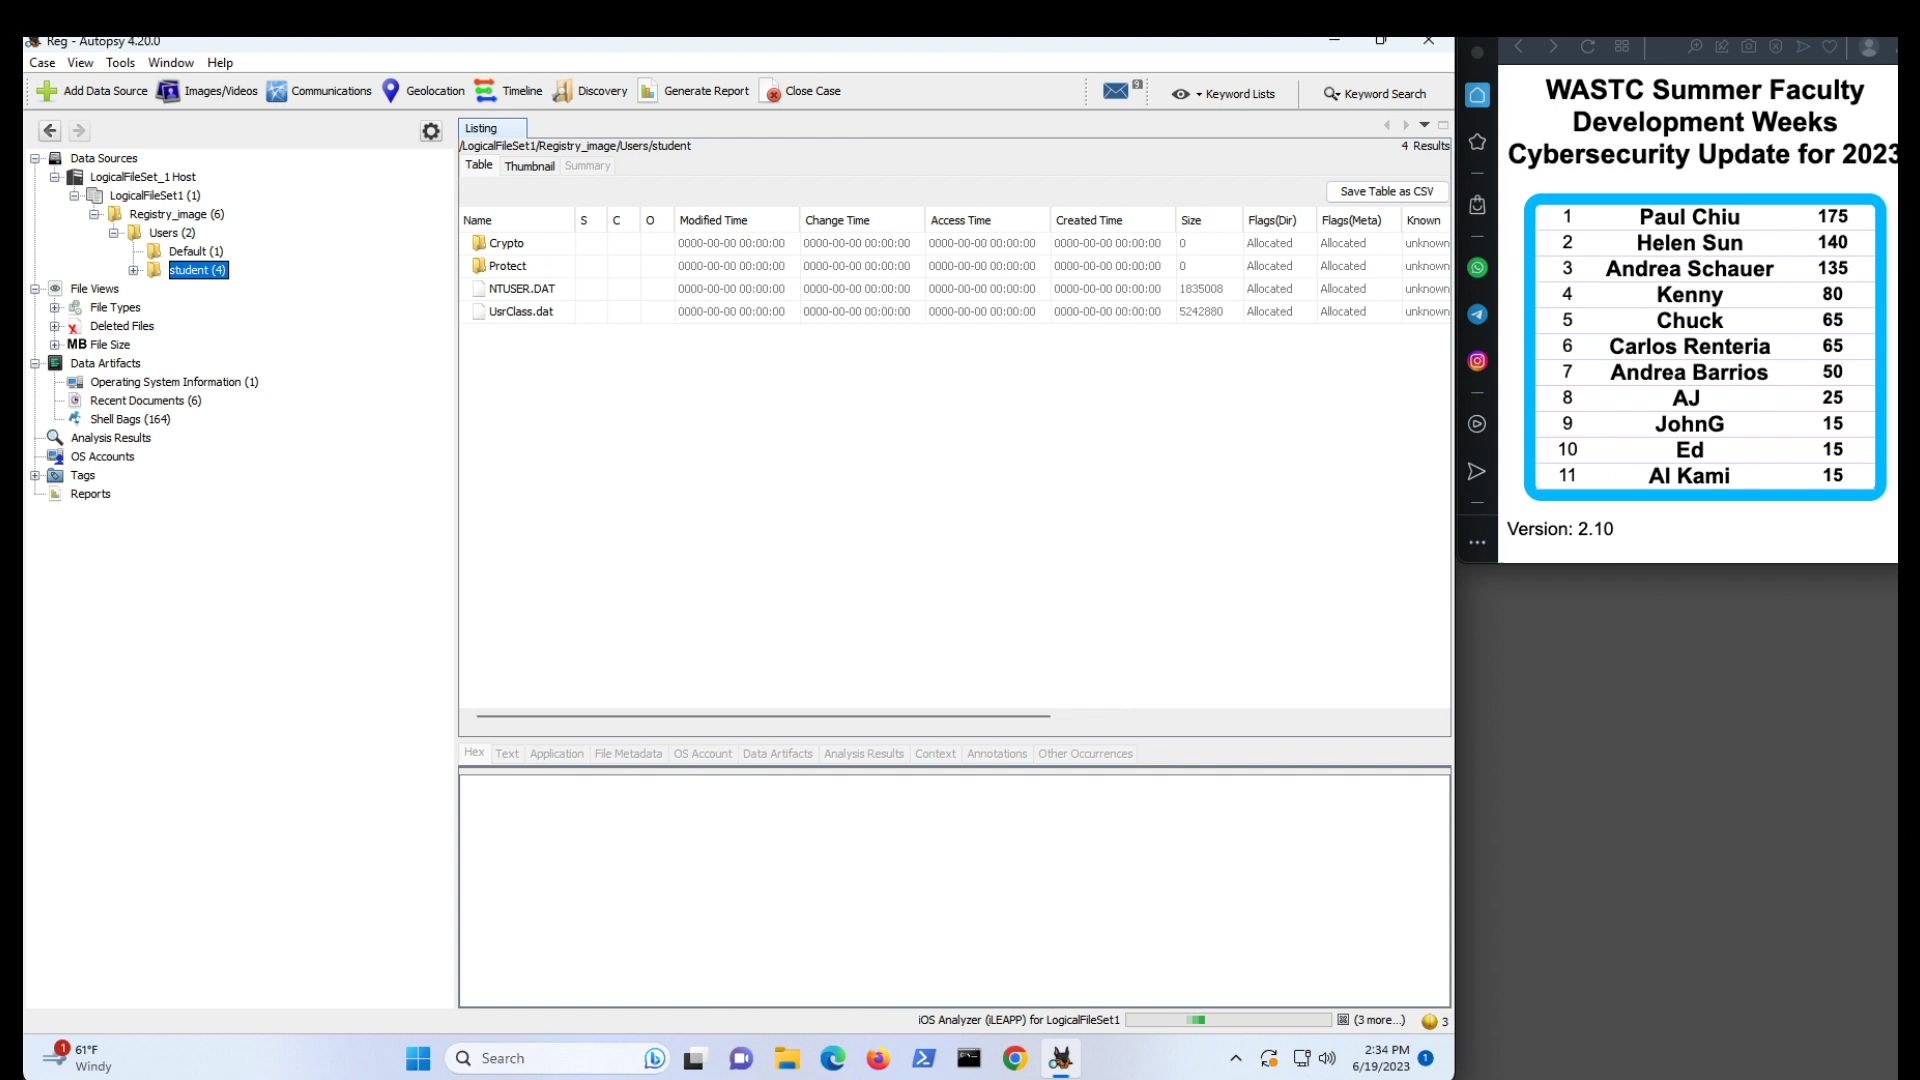 Reg - Autopsy 4.20.0
Case View Tools Window Help
Add Data Source Images/Videos Communications Geolocation Timeline Discovery Generate Report Close Case 9 Keyword Lists Keyword Search
Listing
/LogicalFileSet1/Registry_image/Users/student 4 Results
Table Thumbnail Summary
Save Table as CSV
Name S C O Modified Time Change Time Access Time Created Time Size Flags(Dir) Flags(Meta) Known
Crypto 0000-00-00 00:00:00 0000-00-00 00:00:00 0000-00-00 00:00:00 0000-00-00 00:00:00 0 Allocated Allocated unknown
Protect 0000-00-00 00:00:00 0000-00-00 00:00:00 0000-00-00 00:00:00 0000-00-00 00:00:00 0 Allocated Allocated unknown
NTUSER.DAT 0000-00-00 00:00:00 0000-00-00 00:00:00 0000-00-00 00:00:00 0000-00-00 00:00:00 1835008 Allocated Allocated unknown
UsrClass.dat 0000-00-00 00:00:00 0000-00-00 00:00:00 0000-00-00 00:00:00 0000-00-00 00:00:00 5242880 Allocated Allocated unknown
Data Sources
LogicalFileSet_1 Host
LogicalFileSet1 (1)
Registry_image (6)
Users (2)
Default (1)
student (4)
File Views
File Types
Deleted Files
MB File Size
Data Artifacts
Operating System Information (1)
Recent Documents (6)
Shell Bags (164)
Analysis Results
OS Accounts
Tags
Reports
Hex Text Application File Metadata OS Account Data Artifacts Analysis Results Context Annotations Other Occurrences
iOS Analyzer (iLEAPP) for LogicalFileSet1 (3 more...) 3
WASTC Summer Faculty
Development Weeks
Cybersecurity Update for 2023
1 Paul Chiu 175
2 Helen Sun 140
3 Andrea Schauer 135
4 Kenny 80
5 Chuck 65
6 Carlos Renteria 65
7 Andrea Barrios 50
8 AJ 25
9 JohnG 15
10 Ed 15
11 Al Kami 15
Version: 2.10
1 61°F
Windy
Search
2:34 PM
6/19/2023
1